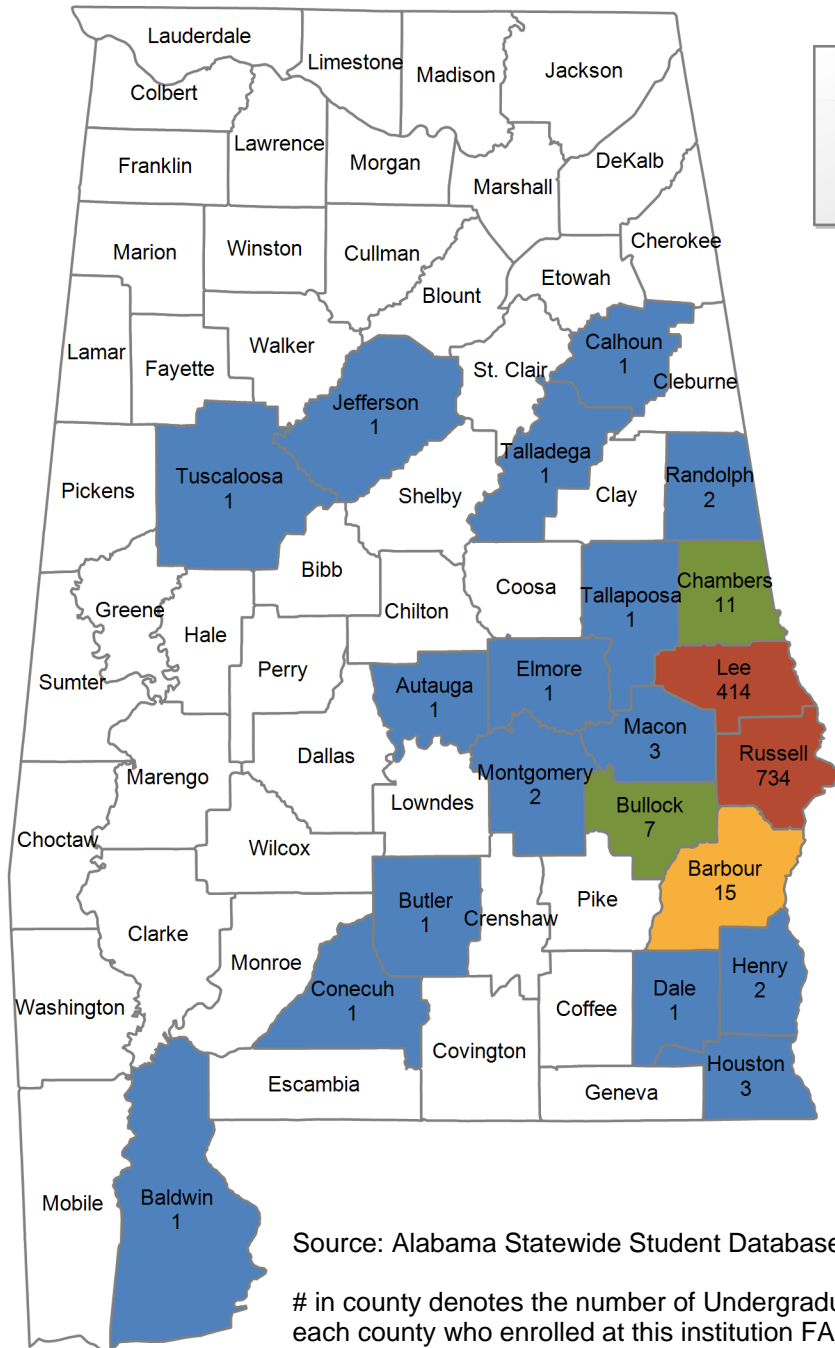 Lauderdale
Limestone
Madison
Jackson
Colbert
Lawrence
Franklin
Morgan
DeKalb
Marshall
Marion
Winston
Cullman
Cherokee
Etowah
Blount
Lamar
Fayette
Walker
St. Clair
Calhoun
1
Cleburne
Jefferson
1
Talladega
1
Tuscaloosa
1
Pickens
Shelby
Clay
Randolph
2
Bibb
Coosa
Tallapoosa
1
Chambers
11
Greene
Hale
Chilton
Perry
Sumter
Autauga
1
Elmore
1
Lee
414
Macon
3
Russell
734
Dallas
Marengo
Montgomery
2
Lowndes
Bullock
7
Choctaw
Wilcox
Barbour
15
Butler
1
Crenshaw
Pike
Clarke
Monroe
Henry
2
Conecuh
1
Coffee
Dale
1
Washington
Covington
Houston
3
Escambia
Geneva
Mobile
Baldwin
1
Source: Alabama Statewide Student Database
# in county denotes the number of Undergradu
each county who enrolled at this institution FA